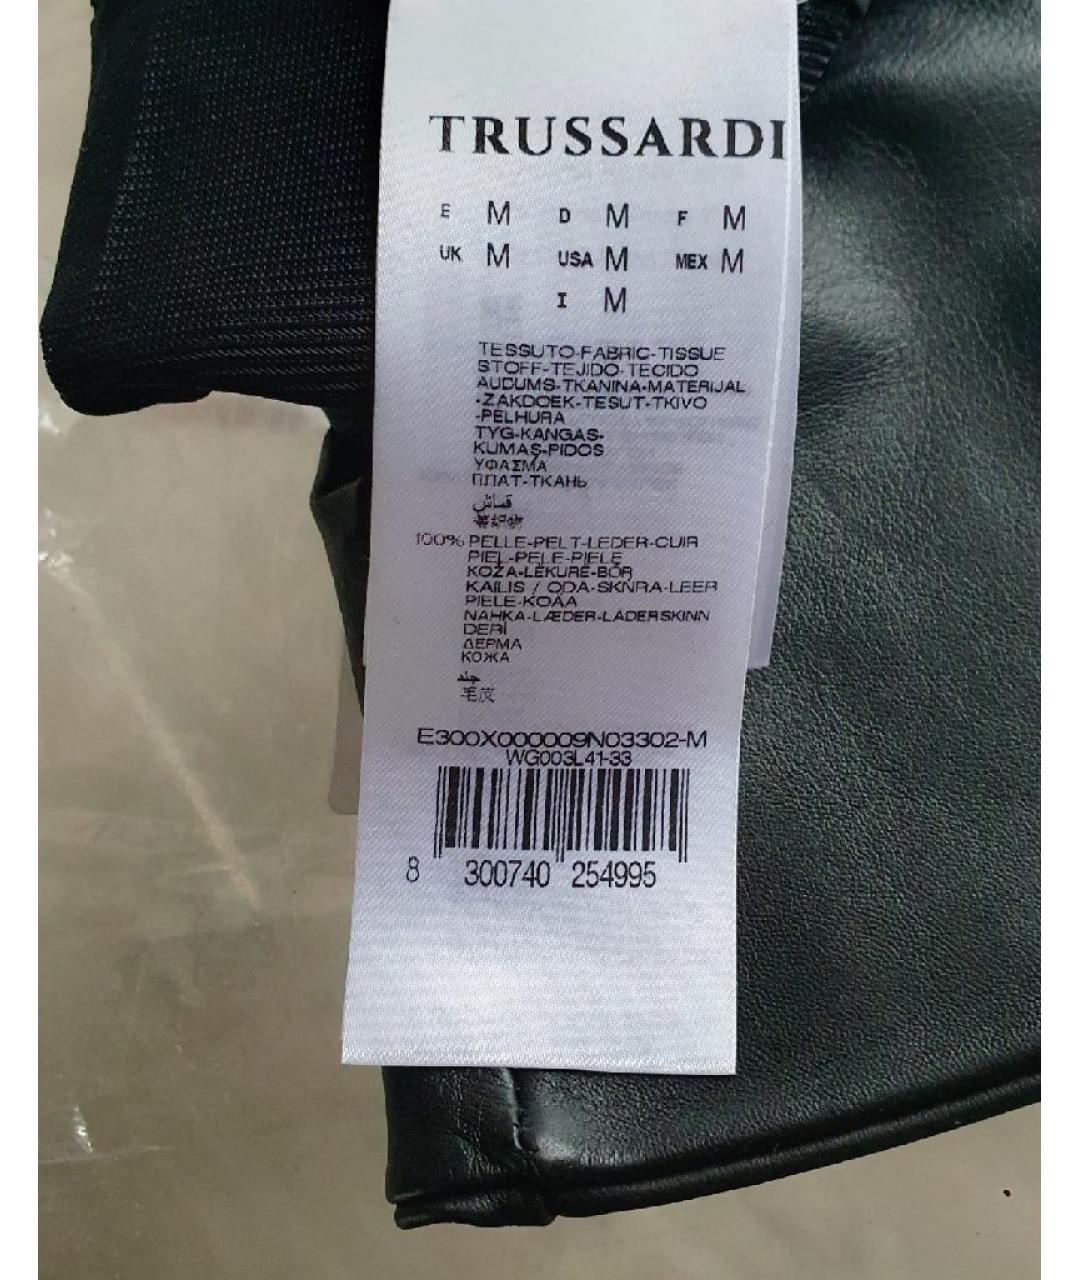 TRUSSARDI
E M D M F M
UK M USA M MEX M
I M
TESSUTO-FABRIC-TISSUE
STOFF-TEJIDO-TECIDO
AUDUMS-TKANINA-MATERIJAL
-ZAKDOEK-TESUT-TKIVO
-PELHURA
TYG-KANGAS-
KUMAŞ-PIDOS
ΥΦΑΣΜΑ
ПЛАТ-ТКАНЬ
قماش
100% PELLE-PELT-LEDER-CUIR
PIEL-PELE-PIELE
KOŽA-LĒKURĒ-BŐR
KAILIS / ODA-SKNRA-LEER
PIELE-KOAA
NAHKA-LÆDER-LÄDERSKINN
DERİ
ΔΕΡΜΑ
КОЖА
جلد
毛皮
E300X000009N03302-M
WG003L41-33
8 300740 254995